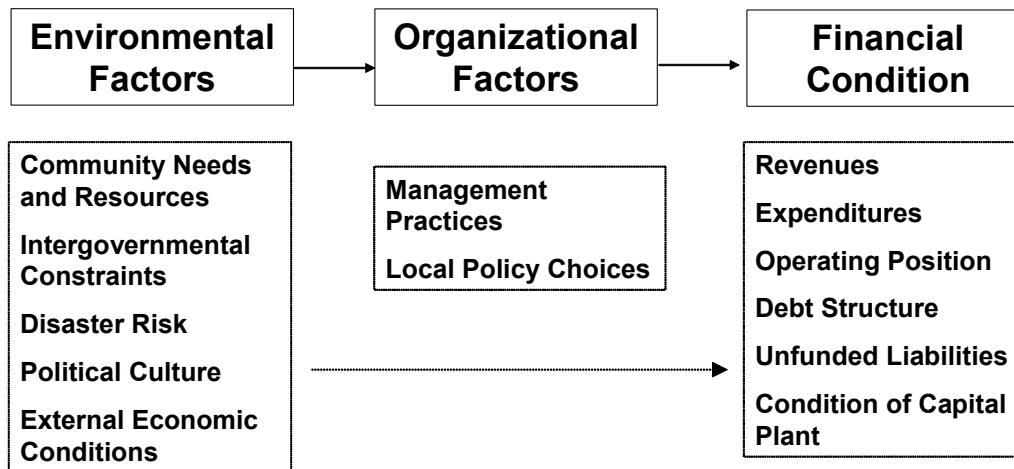 Environmental
Factors
Organizational
Factors
Financial
Condition
Community Needs
and Resources
Intergovernmental
Constraints
Disaster Risk
Political Culture
External Economic
Conditions
Management
Practices
Local Policy Choices
Revenues
Expenditures
Operating Position
Debt Structure
Unfunded Liabilities
Condition of Capital
Plant